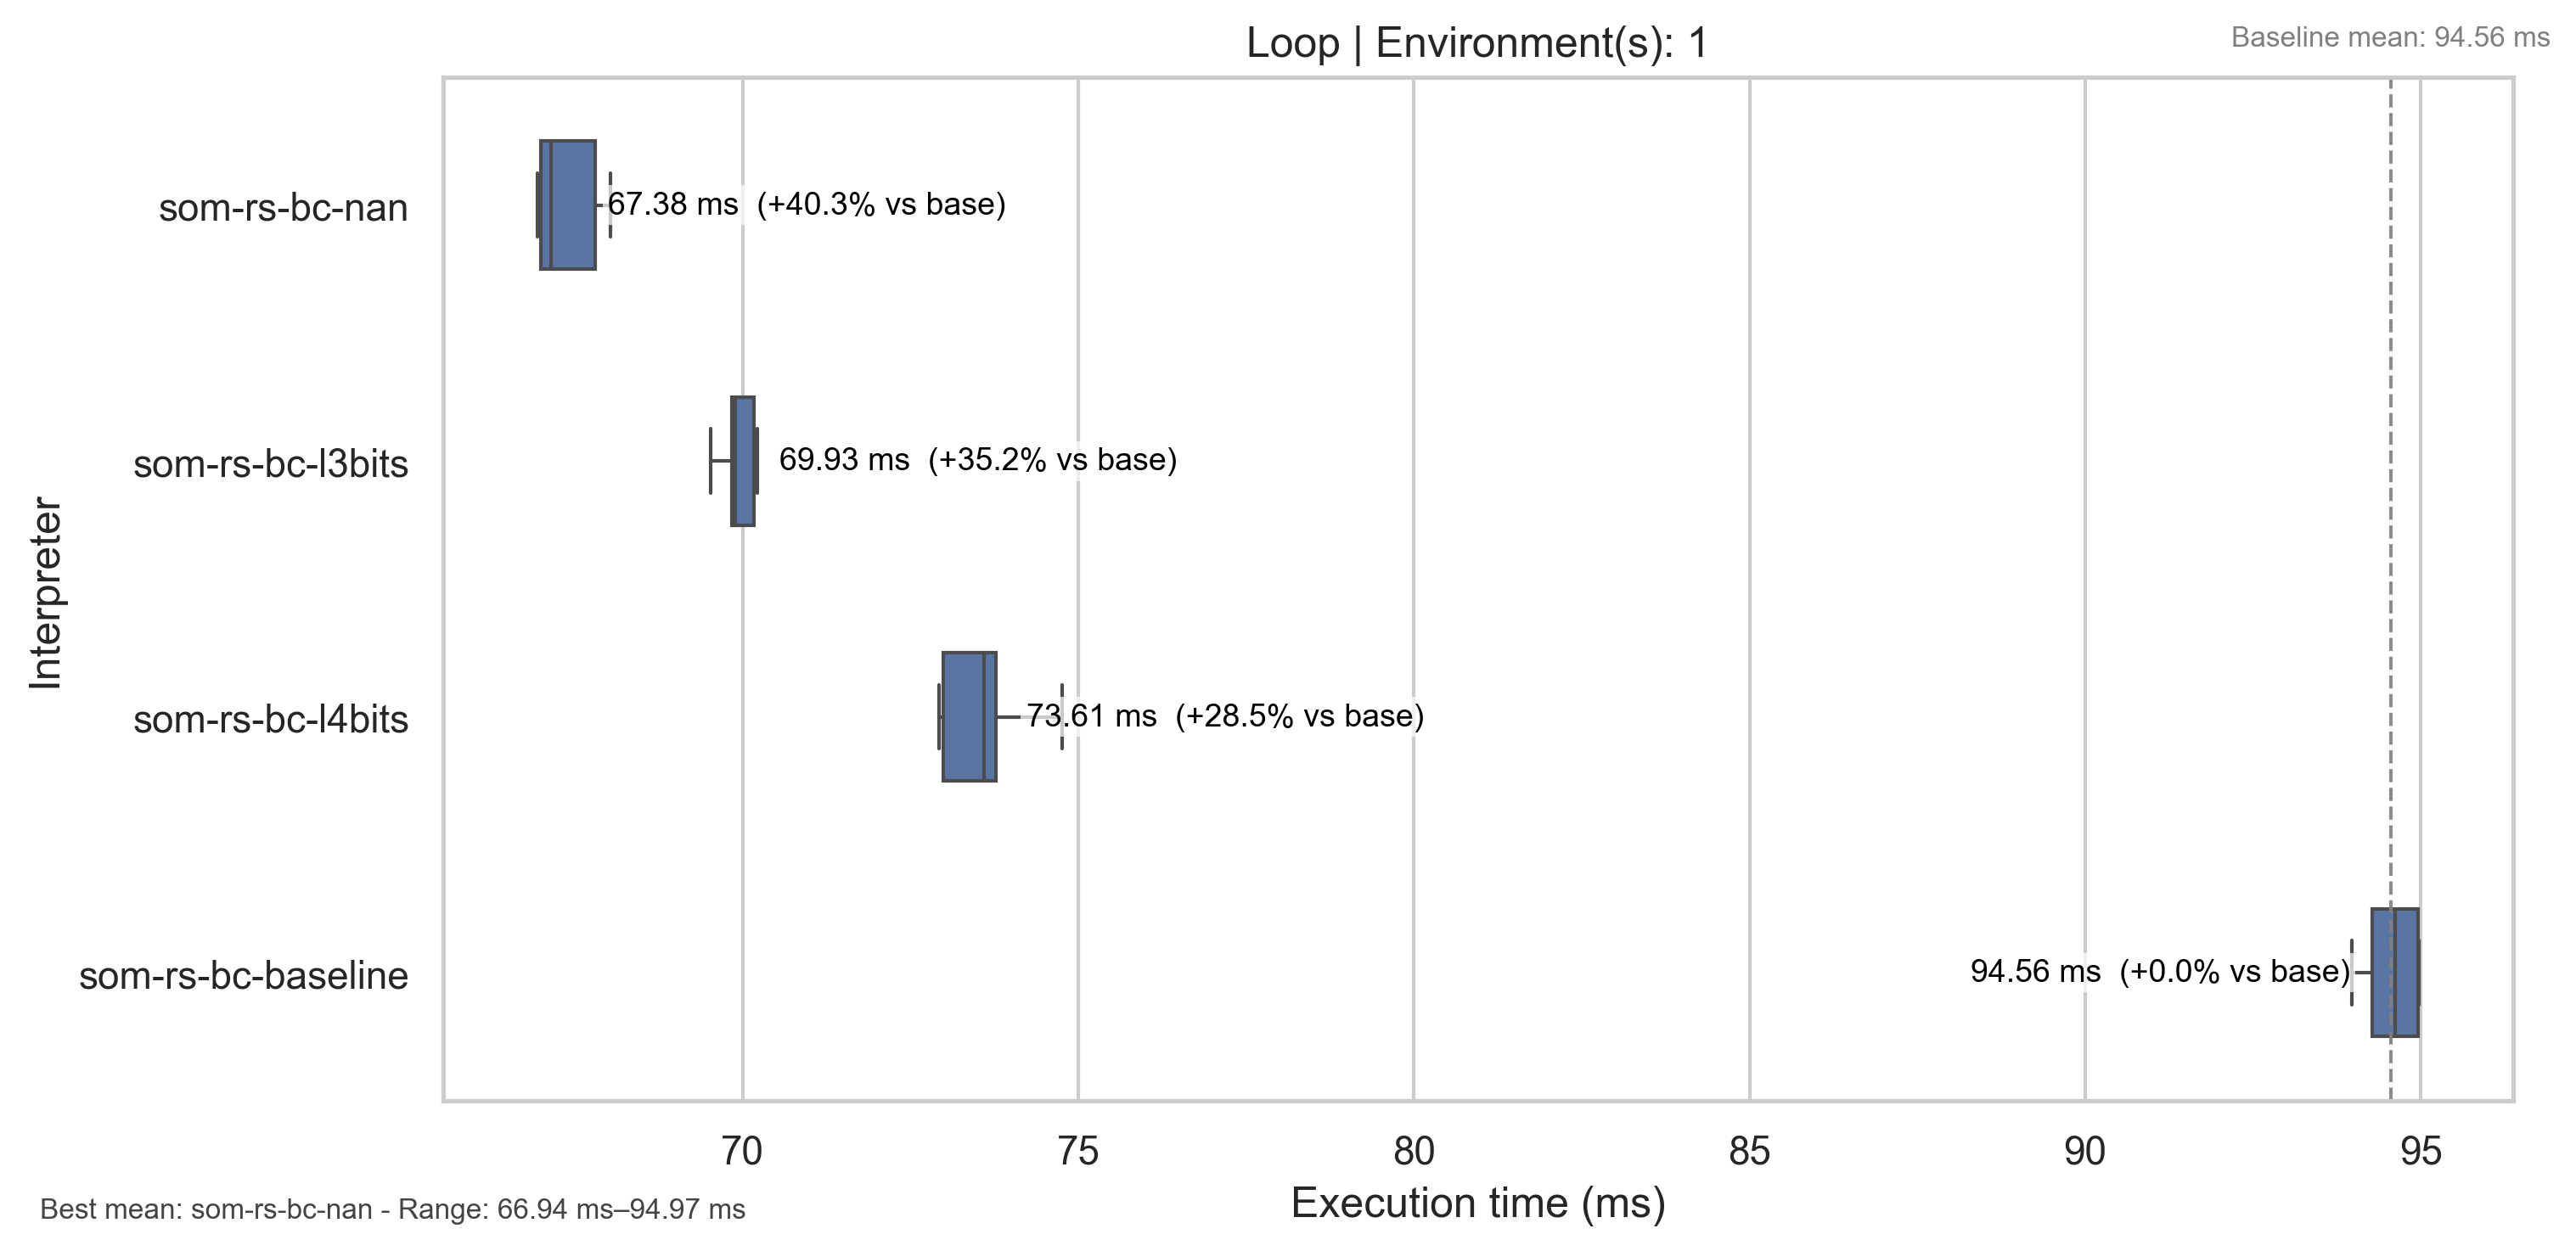 Loop | Environment(s): 1
Baseline mean: 94.56 ms
Interpreter
som-rs-bc-nan
67.38 ms  (+40.3% vs base)
som-rs-bc-l3bits
69.93 ms  (+35.2% vs base)
som-rs-bc-l4bits
73.61 ms  (+28.5% vs base)
som-rs-bc-baseline
94.56 ms  (+0.0% vs base)
70 75 80 85 90 95
Execution time (ms)
Best mean: som-rs-bc-nan - Range: 66.94 ms–94.97 ms